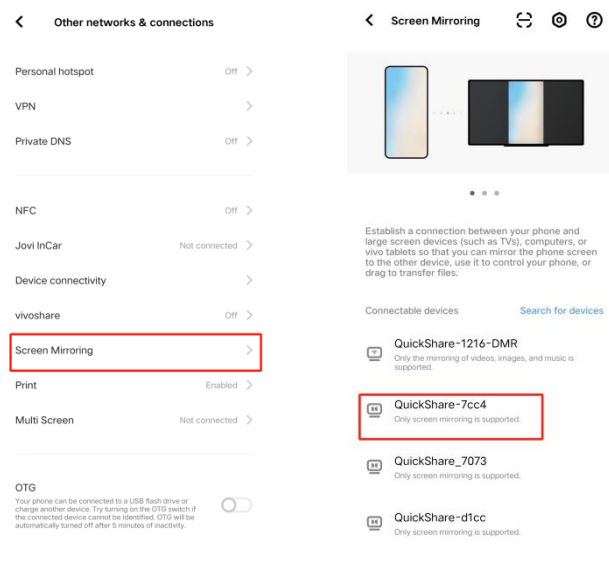 Other networks & connections
Personal hotspot Off
VPN
Private DNS Off
NFC Off
Jovi InCar Not connected
Device connectivity
vivoshare Off
Screen Mirroring
Print Enabled
Multi Screen Not connected
OTG
Your phone can be connected to a USB flash drive or
charge another device. Try turning on the OTG switch if
the connected device cannot be identified. OTG will be
automatically turned off after 5 minutes of inactivity.
Screen Mirroring
Establish a connection between your phone and
large screen devices (such as TVs), computers, or
vivo tablets so that you can mirror the phone screen
to the other device, use it to control your phone, or
drag to transfer files.
Connectable devices Search for devices
QuickShare-1216-DMR
Only the mirroring of videos, images, and music is
supported.
QuickShare-7cc4
Only screen mirroring is supported.
QuickShare_7073
Only screen mirroring is supported.
QuickShare-d1cc
Only screen mirroring is supported.